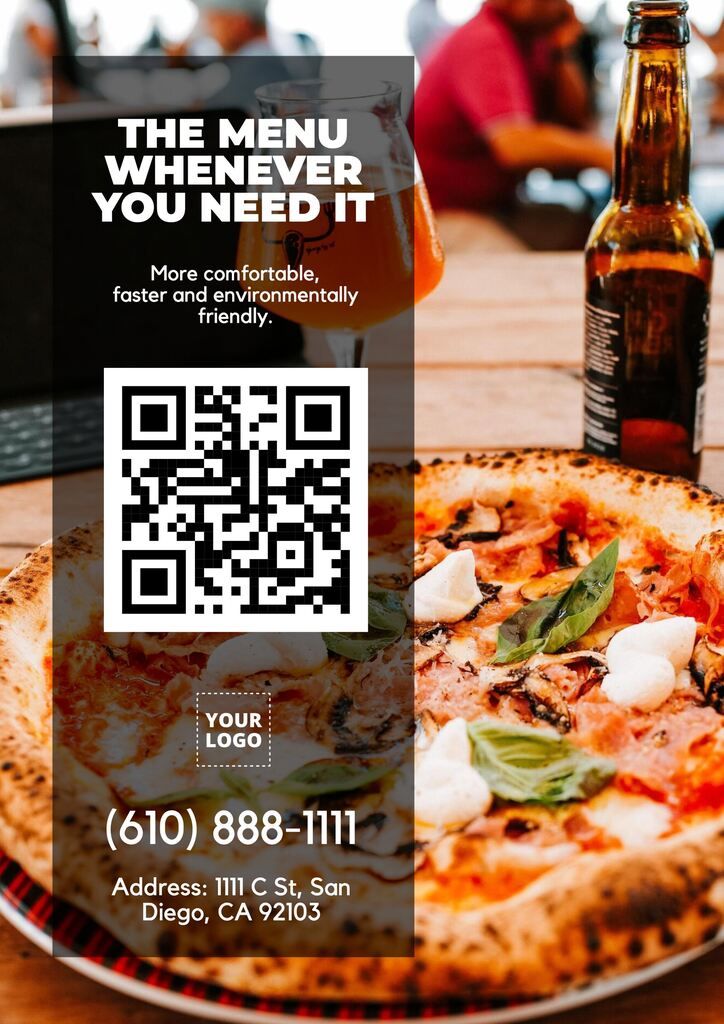 THE MENU
WHENEVER
YOU NEED IT
More comfortable,
faster and environmentally
friendly.
YOUR
LOGO
(610) 888-1111
Address: 1111 C St, San
Diego, CA 92103